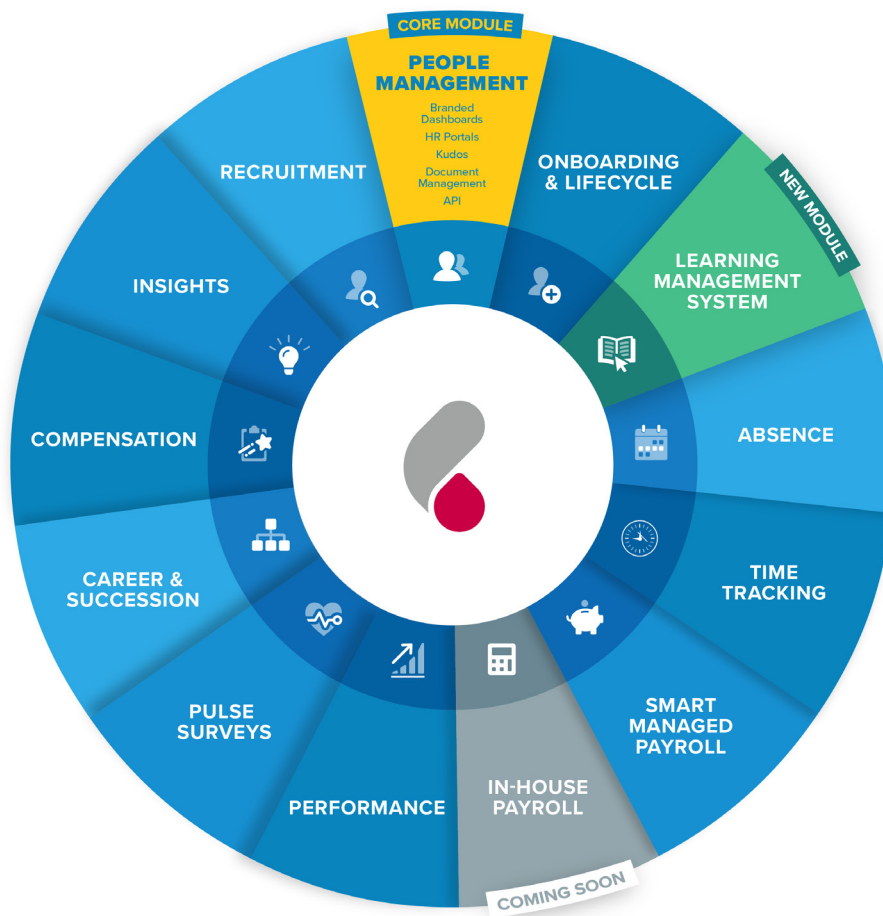 CORE MODULE
PEOPLE
MANAGEMENT
Branded
Dashboards
HR Portals
Kudos
Document
Management
API
ONBOARDING
& LIFECYCLE
NEW MODULE
LEARNING
MANAGEMENT
SYSTEM
ABSENCE
TIME
TRACKING
SMART
MANAGED
PAYROLL
IN-HOUSE
PAYROLL
COMING SOON
PERFORMANCE
PULSE
SURVEYS
CAREER &
SUCCESSION
COMPENSATION
INSIGHTS
RECRUITMENT